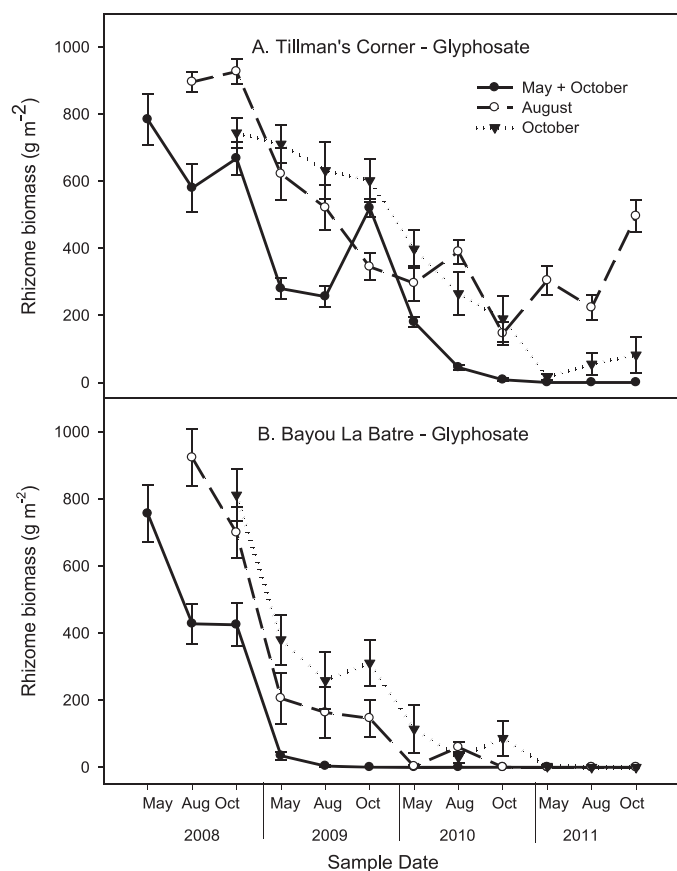 A. Tillman's Corner - Glyphosate
May + October
August
October
Rhizome biomass (g m-2)
1000
800
600
400
200
0
B. Bayou La Batre - Glyphosate
Rhizome biomass (g m-2)
1000
800
600
400
200
0
May Aug Oct May Aug Oct May Aug Oct May Aug Oct
2008 2009 2010 2011
Sample Date